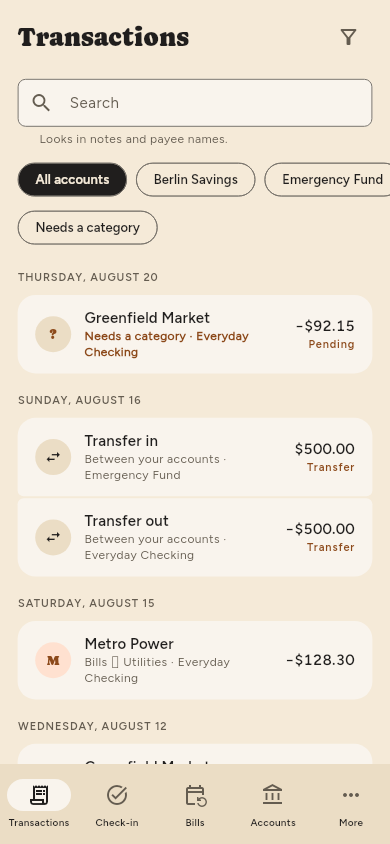 Transactions
Search
Looks in notes and payee names.
All accounts
Berlin Savings
Emergency Fund
Needs a category
THURSDAY, AUGUST 20
?
Greenfield Market
Needs a category · Everyday
Checking
-$92.15
Pending
SUNDAY, AUGUST 16
Transfer in
Between your accounts ·
Emergency Fund
$500.00
Transfer
Transfer out
Between your accounts ·
Everyday Checking
-$500.00
Transfer
SATURDAY, AUGUST 15
M
Metro Power
Bills ▯ Utilities · Everyday
Checking
-$128.30
WEDNESDAY, AUGUST 12
Transactions
Check-in
Bills
Accounts
More